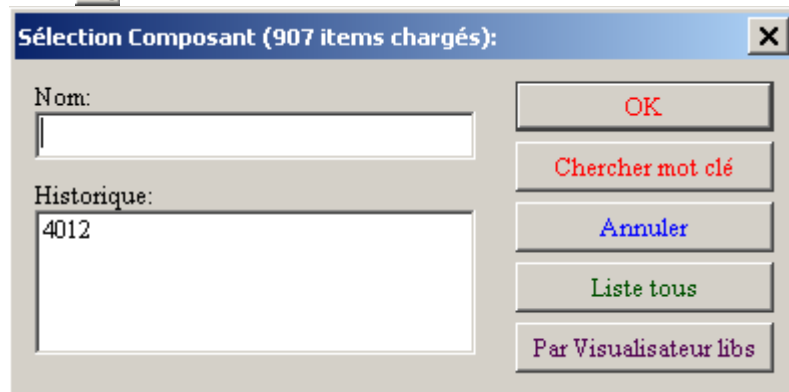 Sélection Composant (907 items chargés):
Nom:
OK
Chercher mot clé
Historique:
4012
Annuler
Liste tous
Par Visualisateur libs